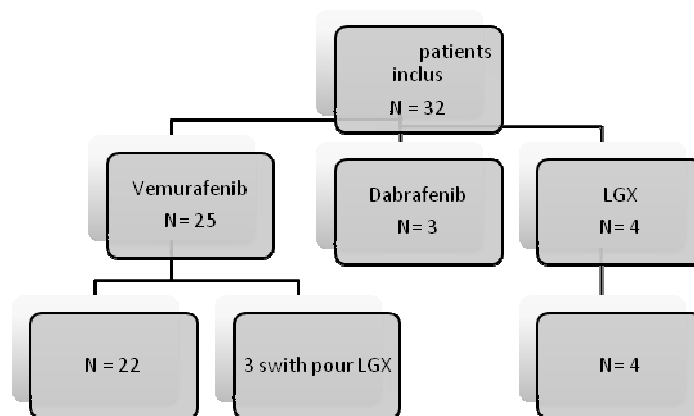 patients
inclus
N = 32
Vemurafenib
N= 25
Dabrafenib
N= 3
LGX
N= 4
N = 22
3 swith pour LGX
N= 4